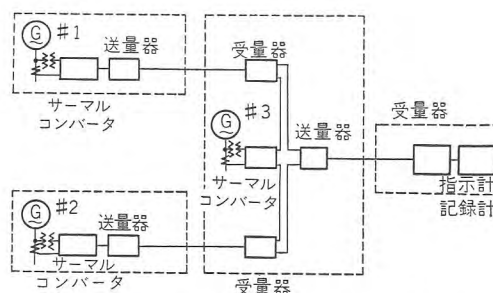 G #1
送量器
サーマル
コンバータ
受量器
G #3
サーマル
コンバータ
送量器
受量器
指示計
記録計
G #2
送量器
サーマル
コンバータ
受量器